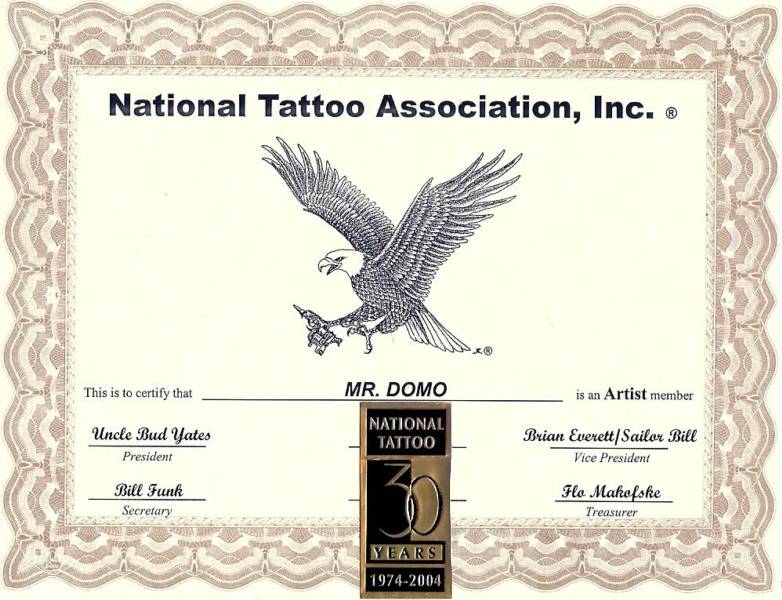 National Tattoo Association, Inc. ®
®
This is to certify that MR. DOMO is an Artist member
Uncle Bud Yates
President
Brian Everett/Sailor Bill
Vice President
Bill Funk
Secretary
Flo Makofske
Treasurer
NATIONAL
TATTOO
30
YEARS
1974-2004